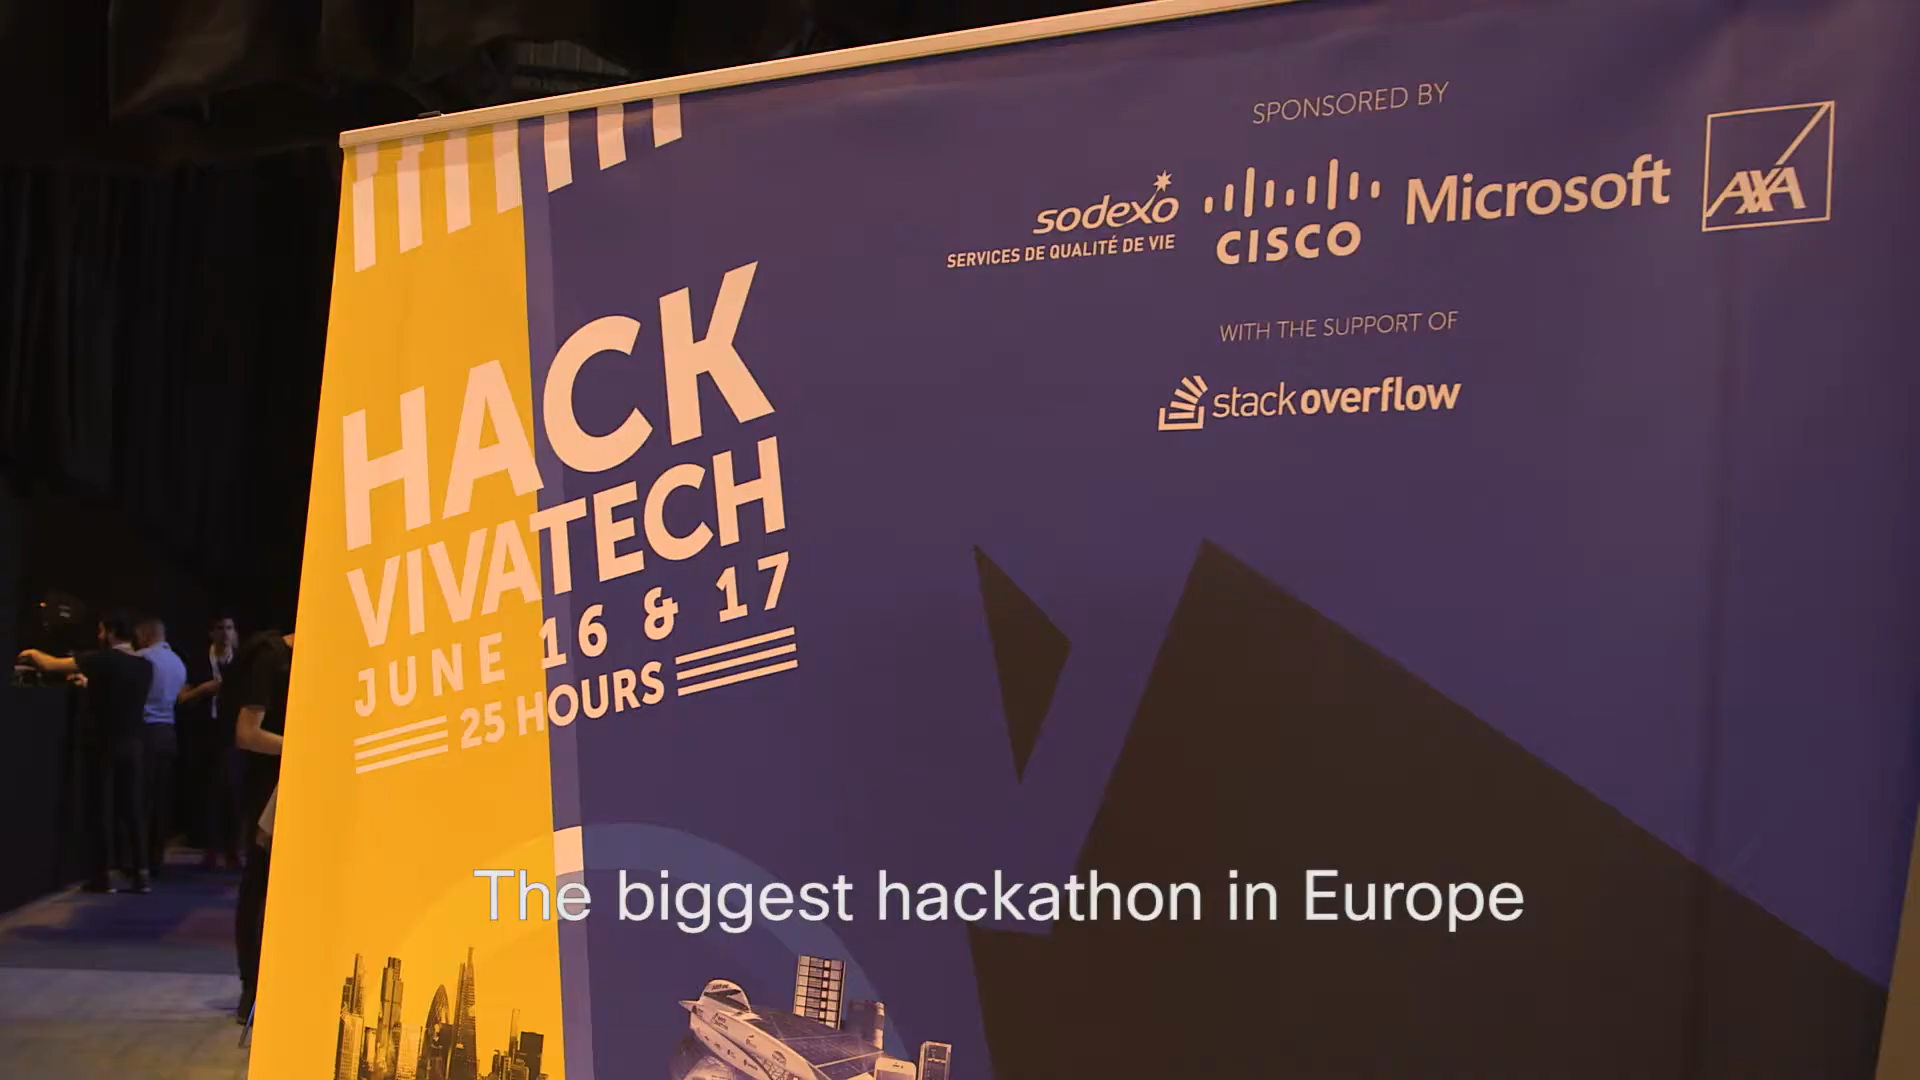 HACK
VIVATECH
JUNE 16 & 17
25 HOURS
SPONSORED BY
sodexo
SERVICES DE QUALITÉ DE VIE
CISCO
Microsoft
AXA
WITH THE SUPPORT OF
stackoverflow
The biggest hackathon in Europe